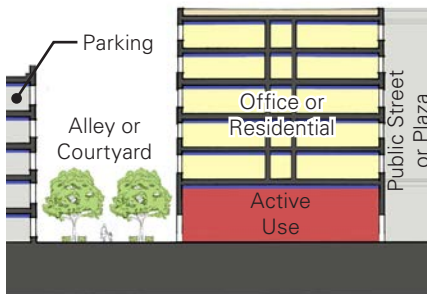 Parking
Alley or
Courtyard
Office or
Residential
Active
Use
Public Street
or Plaza